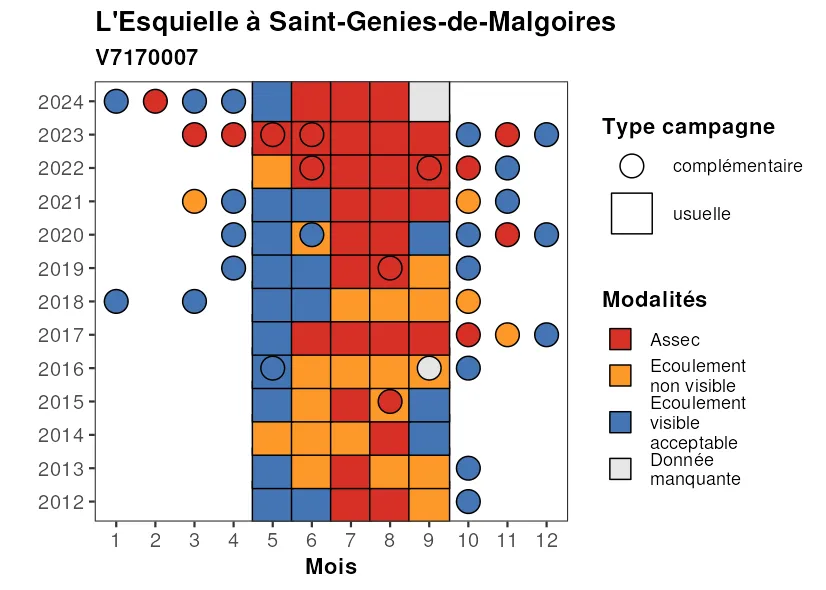 L'Esquielle à Saint-Genies-de-Malgoires
V7170007
2024
2023
2022
2021
2020
2019
2018
2017
2016
2015
2014
2013
2012
1 2 3 4 5 6 7 8 9 10 11 12
Mois
Type campagne
complémentaire
usuelle
Modalités
Assec
Ecoulement
non visible
Ecoulement
visible
acceptable
Donnée
manquante